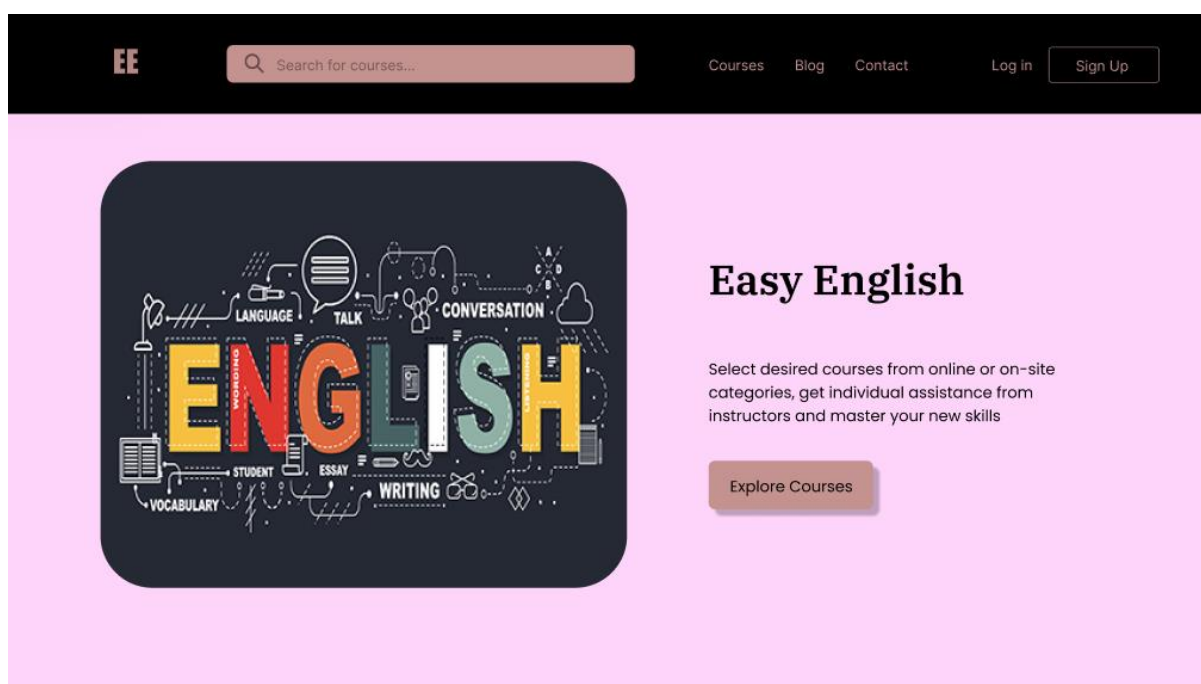 EE
Search for courses...
Courses
Blog
Contact
Log in
Sign Up
A
C D
B
LANGUAGE
TALK
CONVERSATION
ENGLISH
WORDING
LISTENING
STUDENT
ESSAY
WRITING
VOCABULARY
Easy English
Select desired courses from online or on-site
categories, get individual assistance from
instructors and master your new skills
Explore Courses